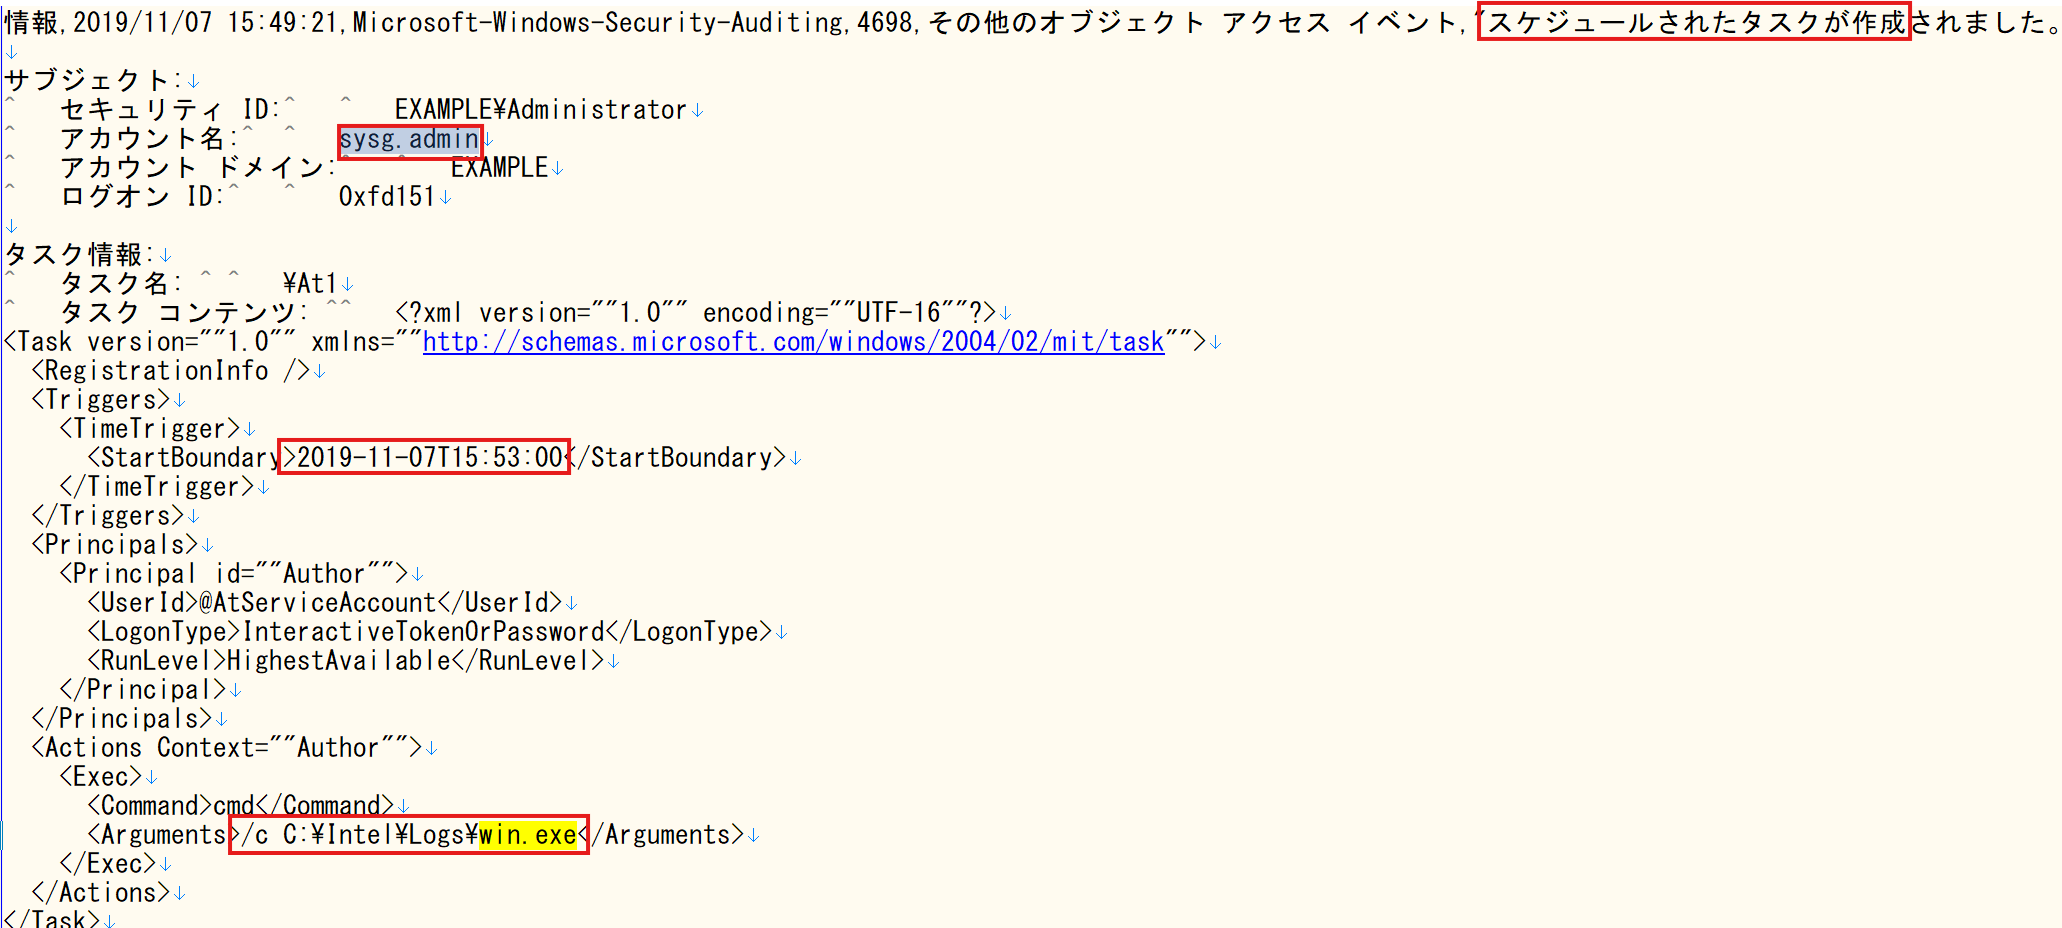 情報,2019/11/07 15:49:21,Microsoft-Windows-Security-Auditing,4698,その他のオブジェクト アクセス イベント,"スケジュールされたタスクが作成されました。
↓
サブジェクト:↓
^ セキュリティ ID:^ ^ EXAMPLE¥Administrator↓
^ アカウント名:^ ^ sysg.admin↓
^ アカウント ドメイン:^ ^ EXAMPLE↓
^ ログオン ID:^ ^ 0xfd151↓
↓
タスク情報:↓
^ タスク名: ^ ^ ¥At1↓
^ タスク コンテンツ: ^^ <?xml version=""1.0"" encoding=""UTF-16""?>↓
<Task version=""1.0"" xmlns=""http://schemas.microsoft.com/windows/2004/02/mit/task"">↓
<RegistrationInfo />↓
<Triggers>↓
<TimeTrigger>↓
<StartBoundary>2019-11-07T15:53:00</StartBoundary>↓
</TimeTrigger>↓
</Triggers>↓
<Principals>↓
<Principal id=""Author"">↓
<UserId>@AtServiceAccount</UserId>↓
<LogonType>InteractiveTokenOrPassword</LogonType>↓
<RunLevel>HighestAvailable</RunLevel>↓
</Principal>↓
</Principals>↓
<Actions Context=""Author"">↓
<Exec>↓
<Command>cmd</Command>↓
<Arguments>/c C:¥Intel¥Logs¥win.exe</Arguments>↓
</Exec>↓
</Actions>↓
</Task>↓